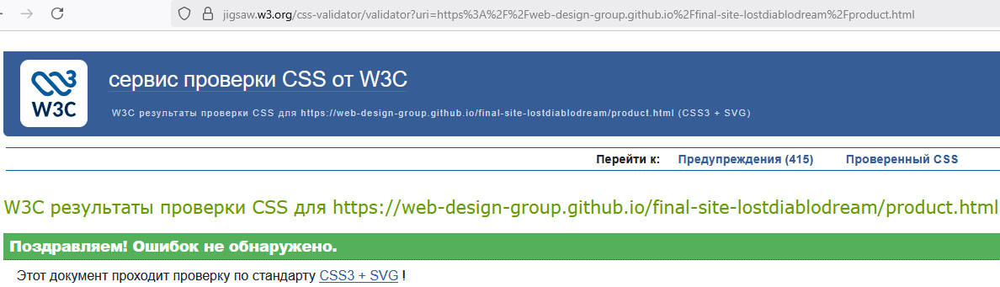 jigsaw.w3.org/css-validator/validator?uri=https%3A%2F%2Fweb-design-group.github.io%2Ffinal-site-lostdiablodream%2Fproduct.html
W3C
сервис проверки CSS от W3C
W3C результаты проверки CSS для https://web-design-group.github.io/final-site-lostdiablodream/product.html (CSS3 + SVG)
Перейти к: Предупреждения (415) Проверенный CSS
W3C результаты проверки CSS для https://web-design-group.github.io/final-site-lostdiablodream/product.html
Поздравляем! Ошибок не обнаружено.
Этот документ проходит проверку по стандарту CSS3 + SVG !